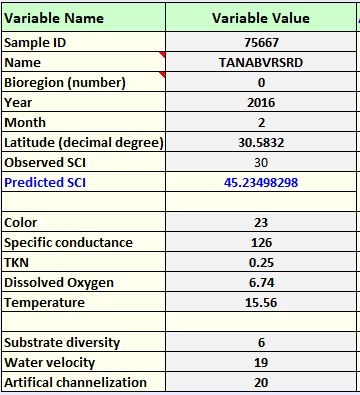 Variable Name Variable Value
Sample ID 75667
Name TANABVRSRD
Bioregion (number) 0
Year 2016
Month 2
Latitude (decimal degree) 30.5832
Observed SCI 30
Predicted SCI 45.23498298
Color 23
Specific conductance 126
TKN 0.25
Dissolved Oxygen 6.74
Temperature 15.56
Substrate diversity 6
Water velocity 19
Artifical channelization 20